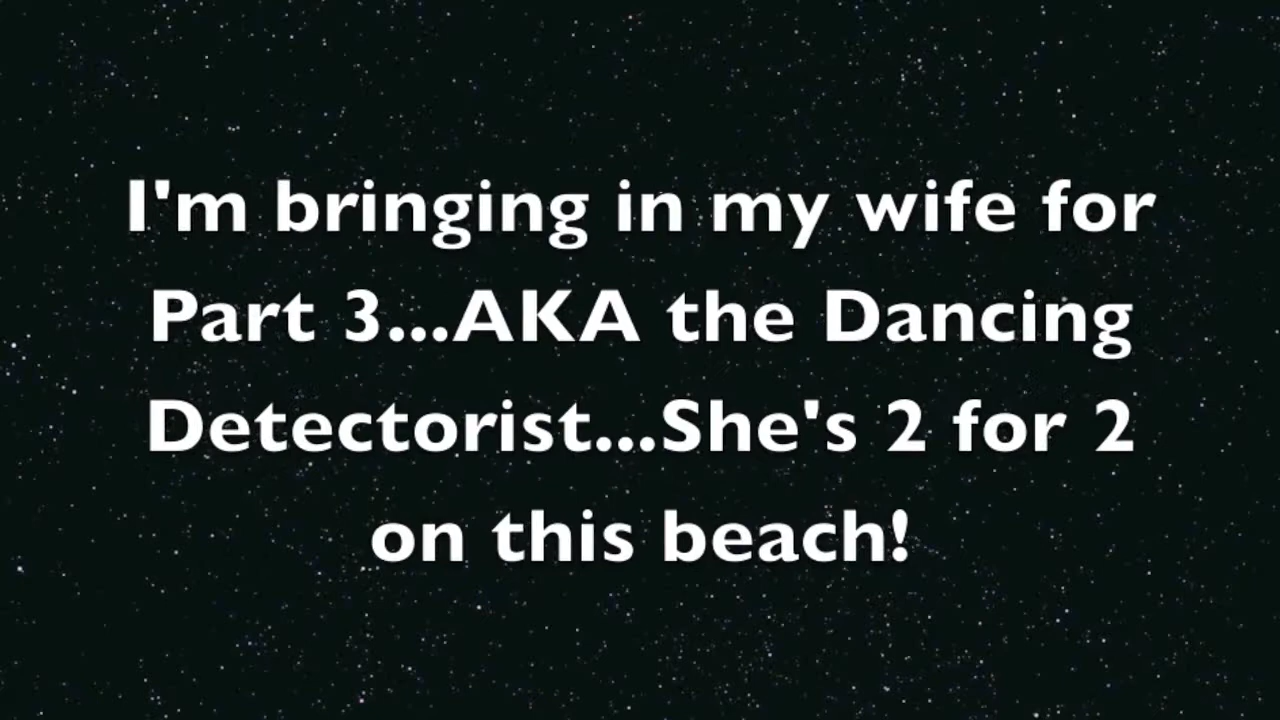 I'm bringing in my wife for
Part 3...AKA the Dancing
Detectorist...She's 2 for 2
on this beach!